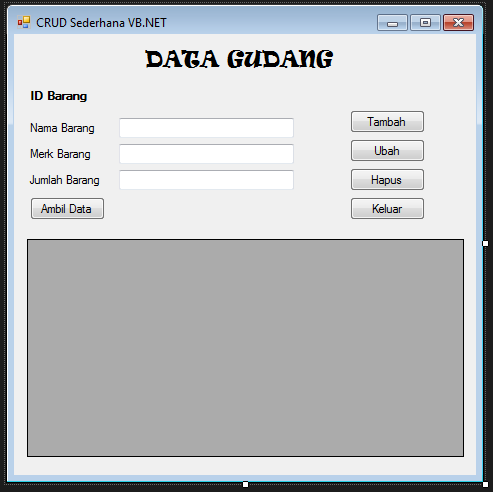 CRUD Sederhana VB.NET
DATA GUDANG
ID Barang
Nama Barang
Merk Barang
Jumlah Barang
Ambil Data
Tambah
Ubah
Hapus
Keluar